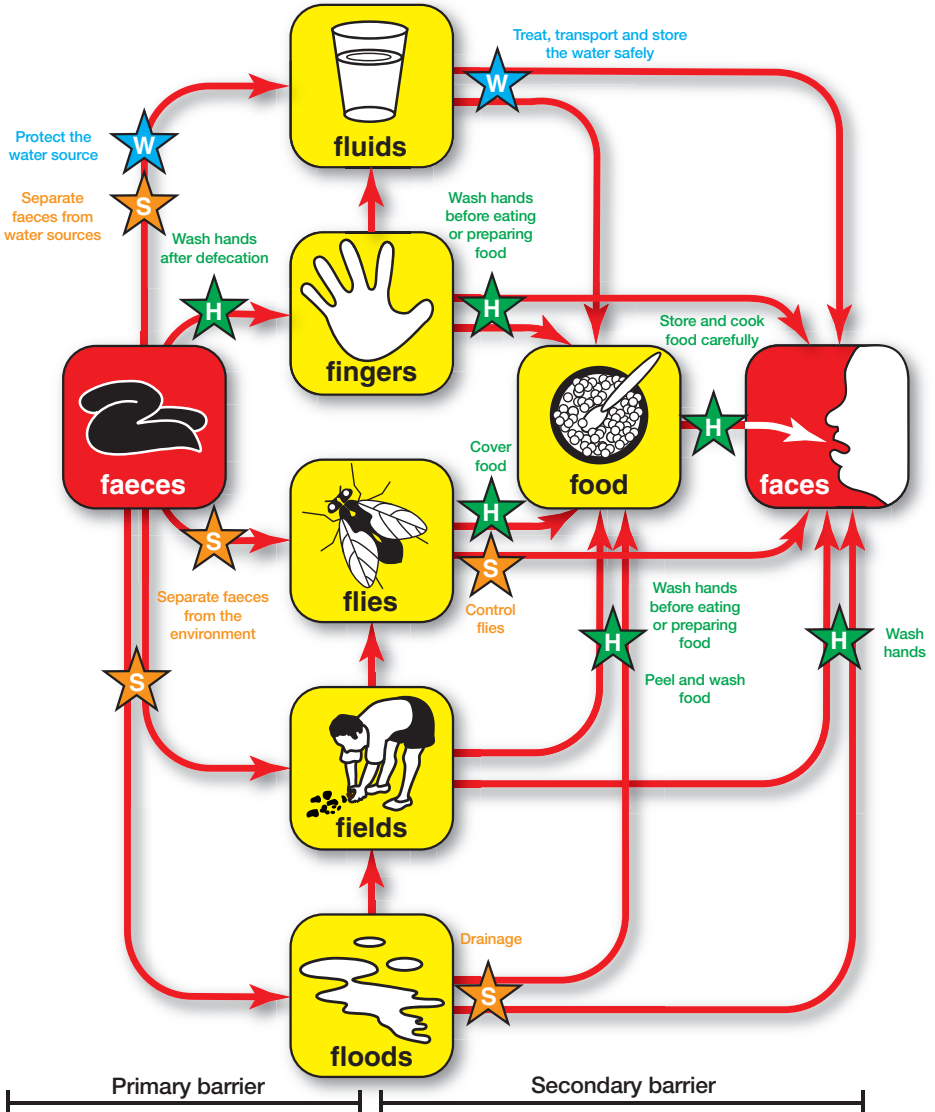 Treat, transport and store
the water safely
W
fluids
Protect the
water source
W
Separate
faeces from
water sources
S
Wash hands
after defecation
H
Wash hands
before eating
or preparing
food
H
fingers
Store and cook
food carefully
H
faeces
food
faces
Cover
food
H
S
flies
S
Control
flies
Separate faeces
from the
environment
S
Wash hands
before eating
or preparing
food
H
Peel and wash
food
H
Wash
hands
fields
Drainage
S
floods
Primary barrier
Secondary barrier